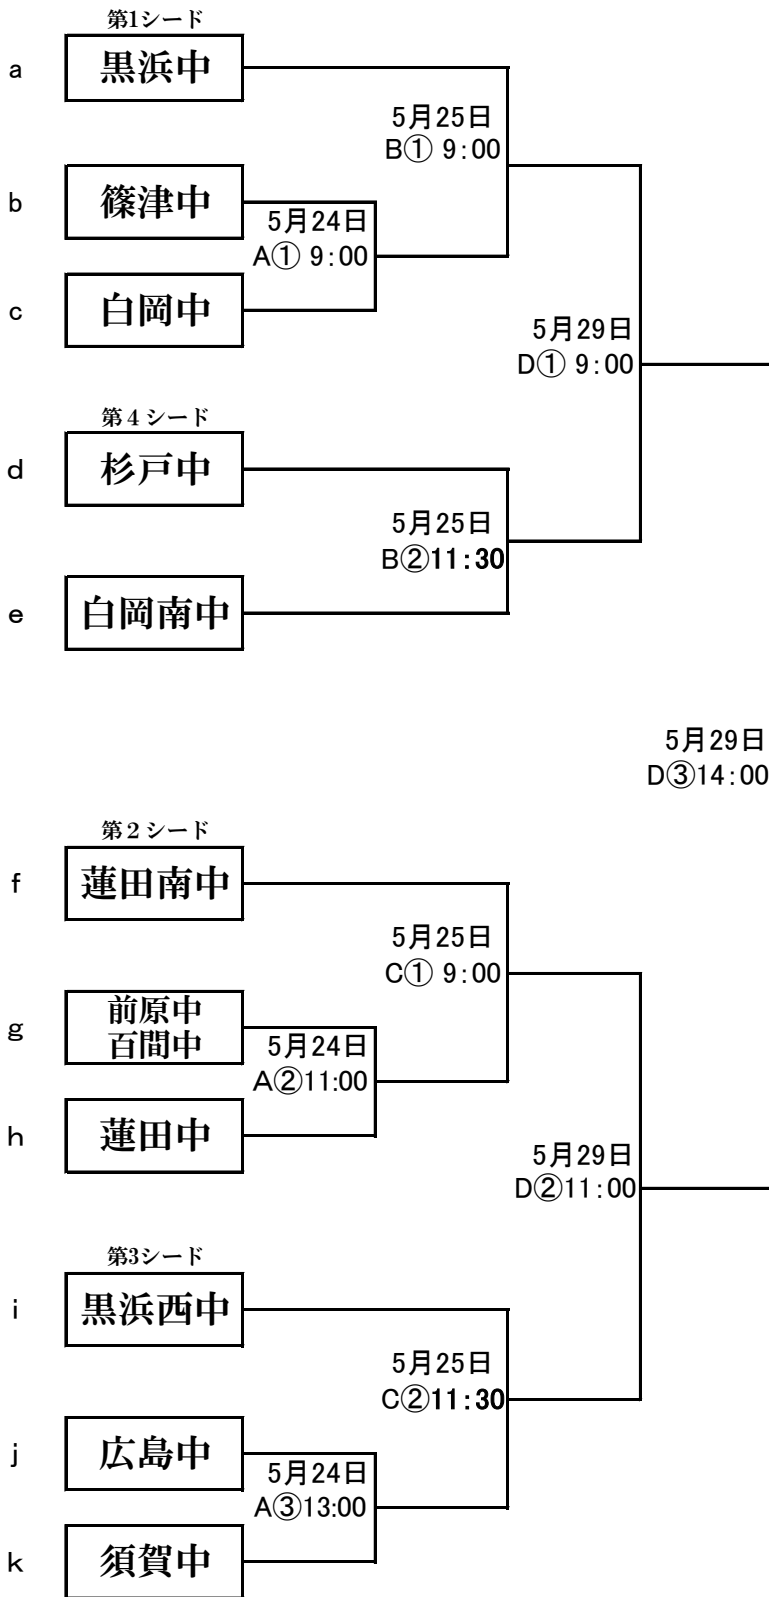 第1シード
a
黒浜中
5月25日
B① 9:00
b
篠津中
5月24日
A① 9:00
c
白岡中
5月29日
D① 9:00
第４シード
d
杉戸中
5月25日
B②11:30
e
白岡南中
5月29日
D③14:00
第２シード
f
蓮田南中
5月25日
C① 9:00
g
前原中
百間中
5月24日
A②11:00
h
蓮田中
5月29日
D②11:00
第3シード
i
黒浜西中
5月25日
C②11:30
j
広島中
5月24日
A③13:00
k
須賀中